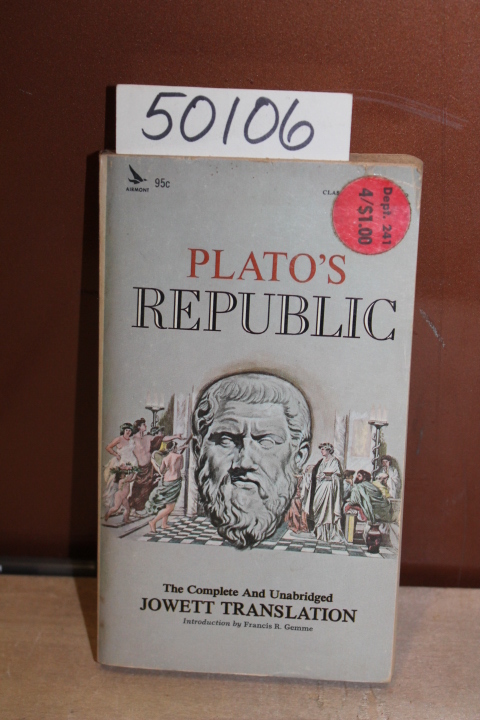 50106
AIRMONT
95c
Dept. 241
4/$1.00
PLATO'S
REPUBLIC
The Complete And Unabridged
JOWETT TRANSLATION
Introduction by Francis R. Gemme